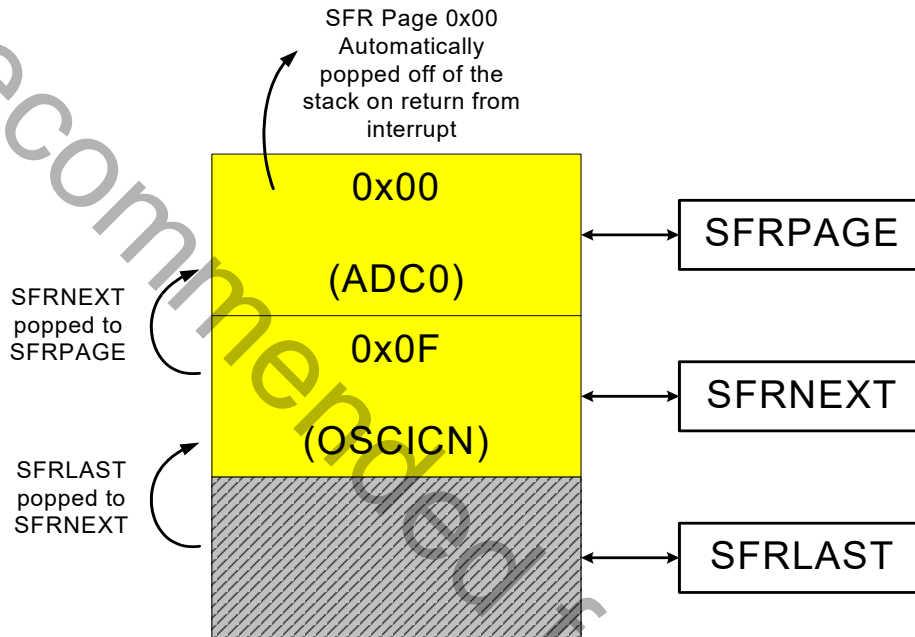 SFR Page 0x00
Automatically
popped off of the
stack on return from
interrupt
0x00
(ADC0)
SFRPAGE
SFRNEXT
popped to
SFRPAGE
0x0F
(OSCICN)
SFRNEXT
SFRLAST
popped to
SFRNEXT
SFRLAST
ecommended f